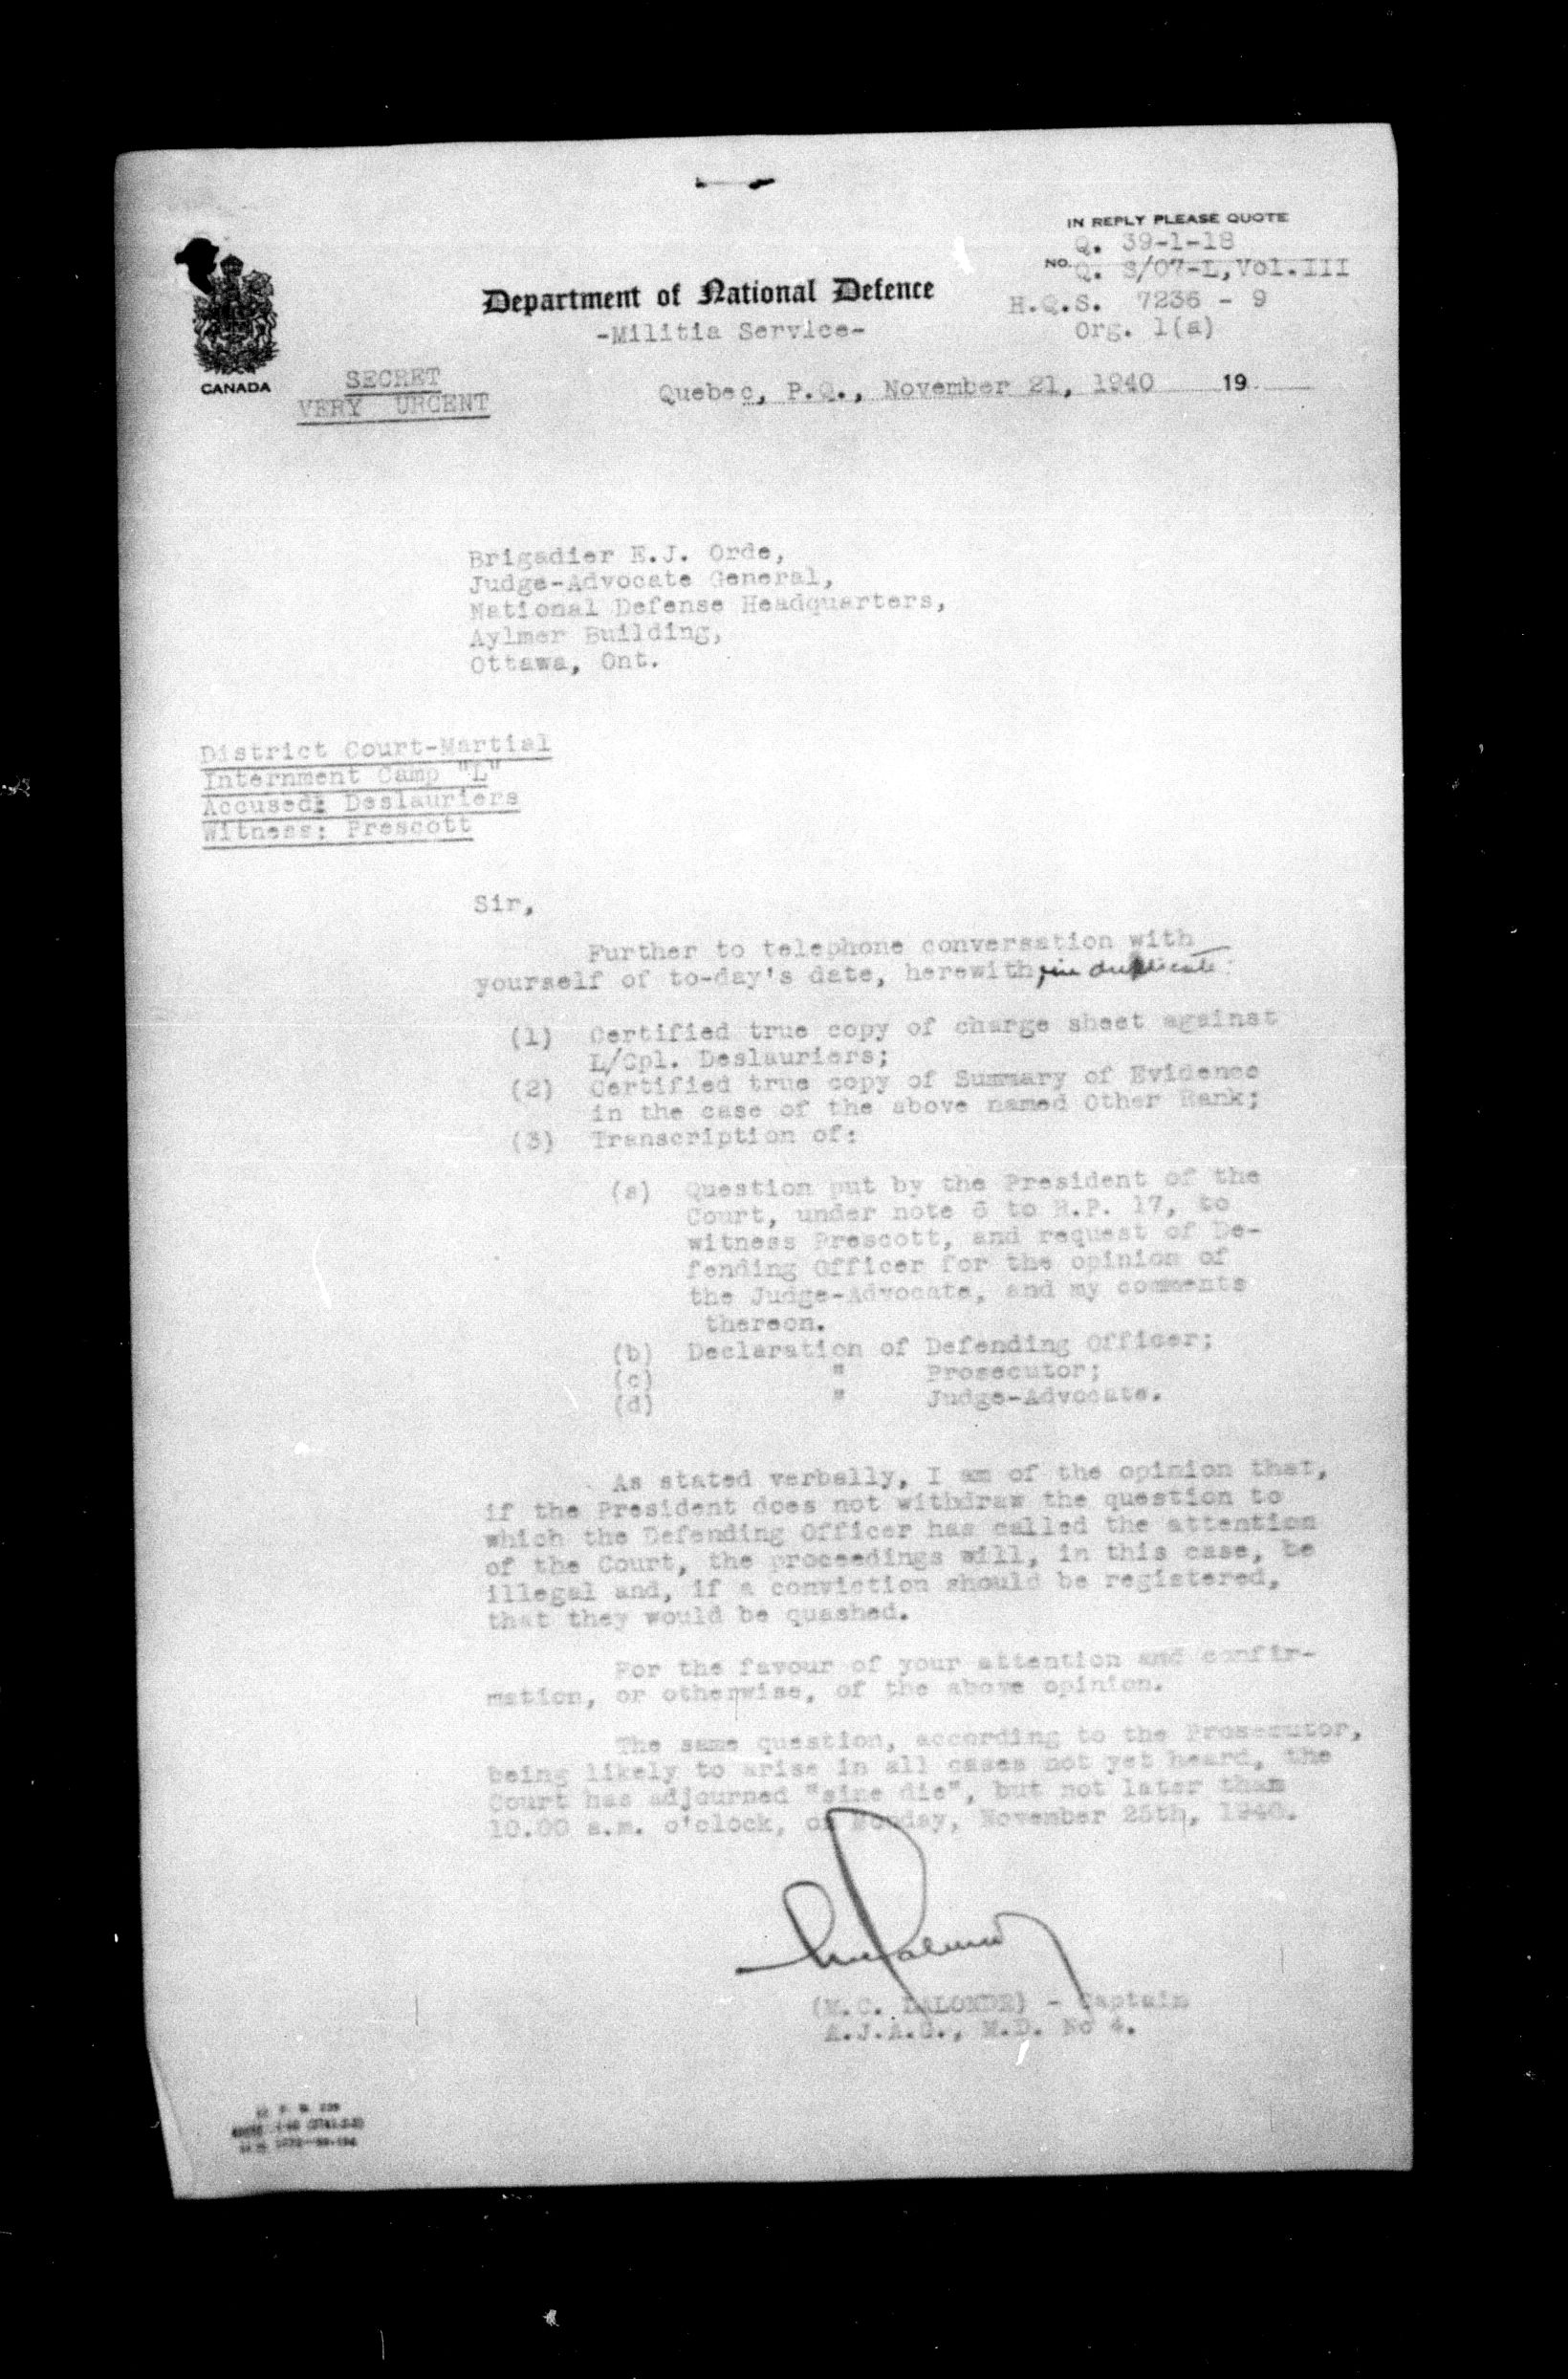 IN REPLY PLEASE QUOTE
Q. 39-1-18
NO. Q. S/07-L, Vol. III
H.Q.S. 7236 - 9
Org. 1(a)
Department of National Defence
-Militia Service-
CANADA
SECRET
VERY URGENT
Quebec, P.Q., November 21, 1940 19
Brigadier E.J. Orde,
Judge-Advocate General,
National Defense Headquarters,
Aylmer Building,
Ottawa, Ont.
District Court-Martial
Internment Camp "L"
Accused: Deslauriers
Witness: Prescott
Sir,
Further to telephone conversation with
yourself of to-day's date, herewith, in duplicate:
(1) Certified true copy of charge sheet against
L/Cpl. Deslauriers;
(2) Certified true copy of Summary of Evidence
in the case of the above named Other Rank;
(3) Transcription of:
(a) Question put by the President of the
Court, under note to R.P. 17, to
witness Prescott, and request of De-
fending Officer for the opinion of
the Judge-Advocate, and my comments
thereon.
(b) Declaration of Defending Officer;
(c) " Prosecutor;
(d) " Judge-Advocate.
As stated verbally, I am of the opinion that,
if the President does not withdraw the question to
which the Defending Officer has called the attention
of the Court, the proceedings will, in this case, be
illegal and, if a conviction should be registered,
that they would be quashed.
For the favour of your attention and confir-
mation, or otherwise, of the above opinion.
The same question, according to the Prosecutor,
being likely to arise in all cases not yet heard, the
Court has adjourned "sine die", but not later than
10.00 a.m. o'clock, on Monday, November 25th, 1940.
(M.C. LALONDE) - Captain
A.J.A.G., M.D. No 4.